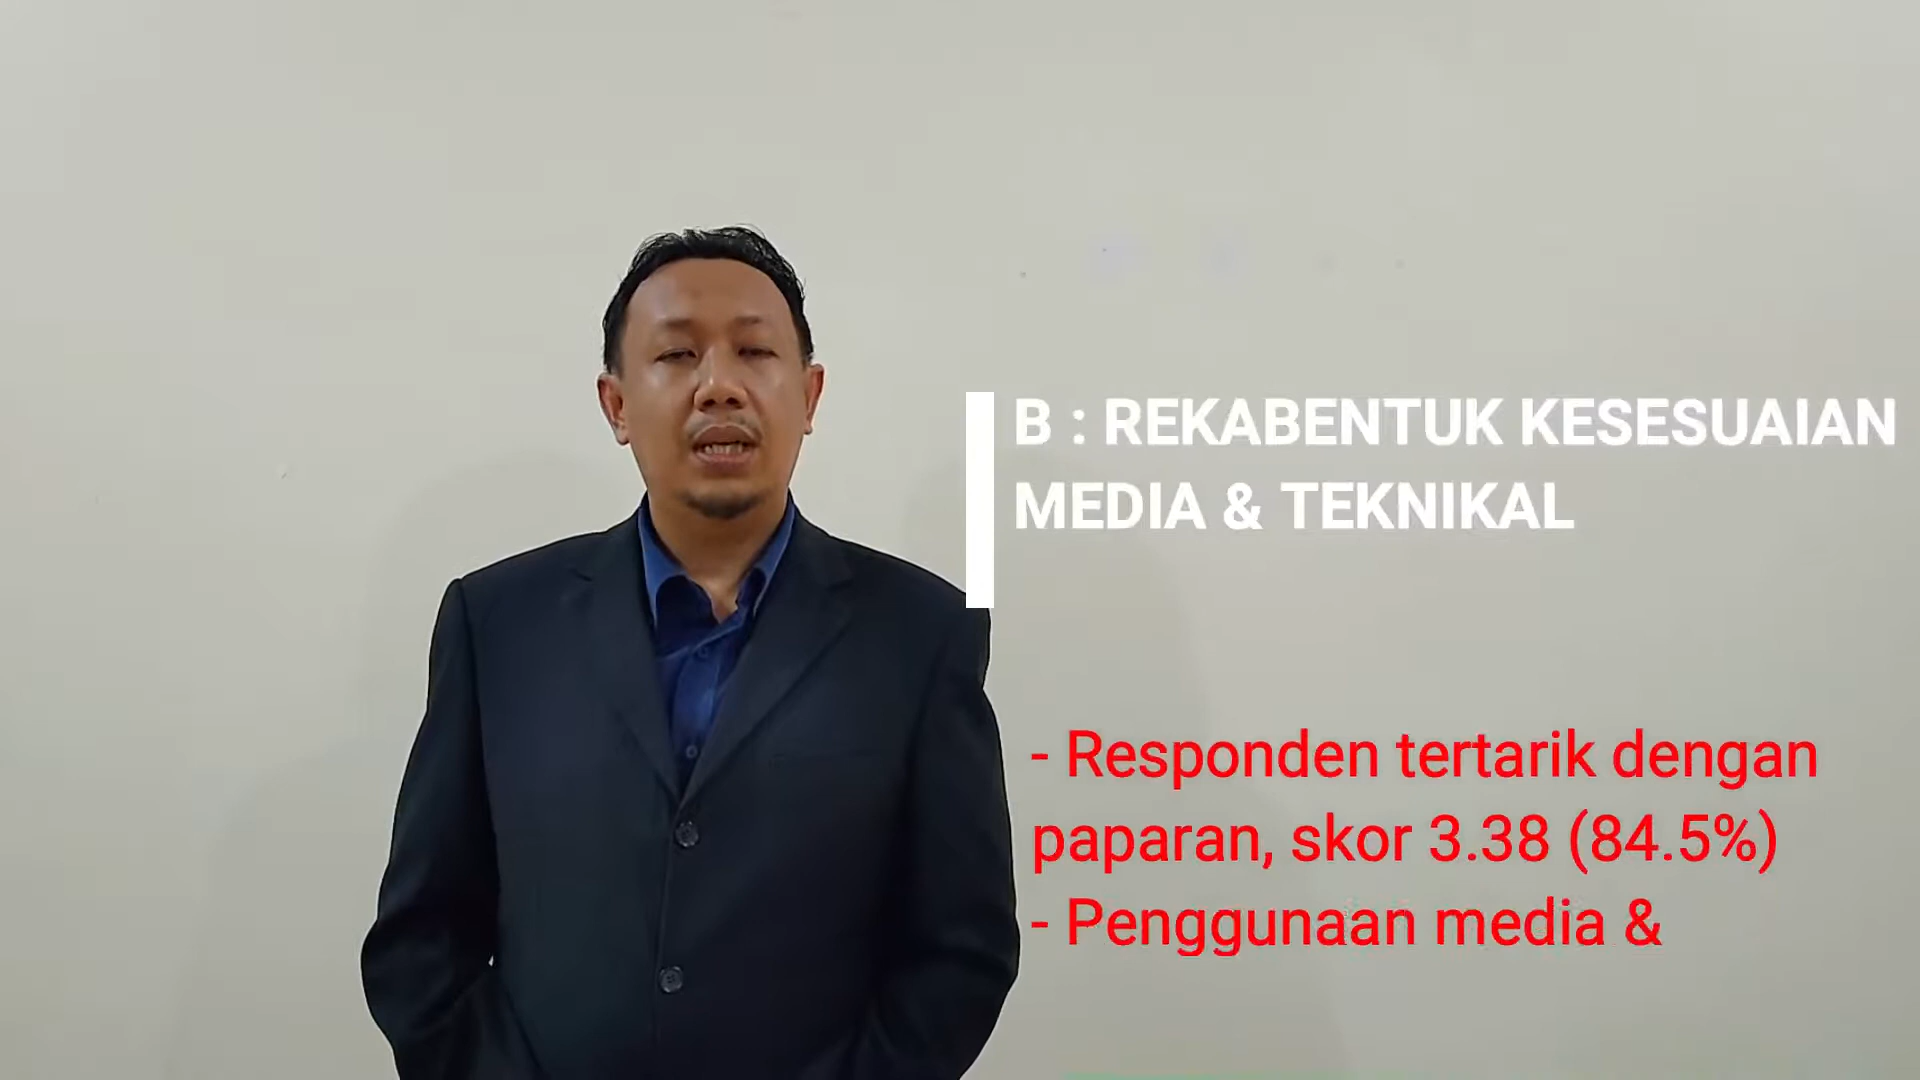 B : REKABENTUK KESESUAIAN
MEDIA & TEKNIKAL
- Responden tertarik dengan
paparan, skor 3.38 (84.5%)
- Penggunaan media &